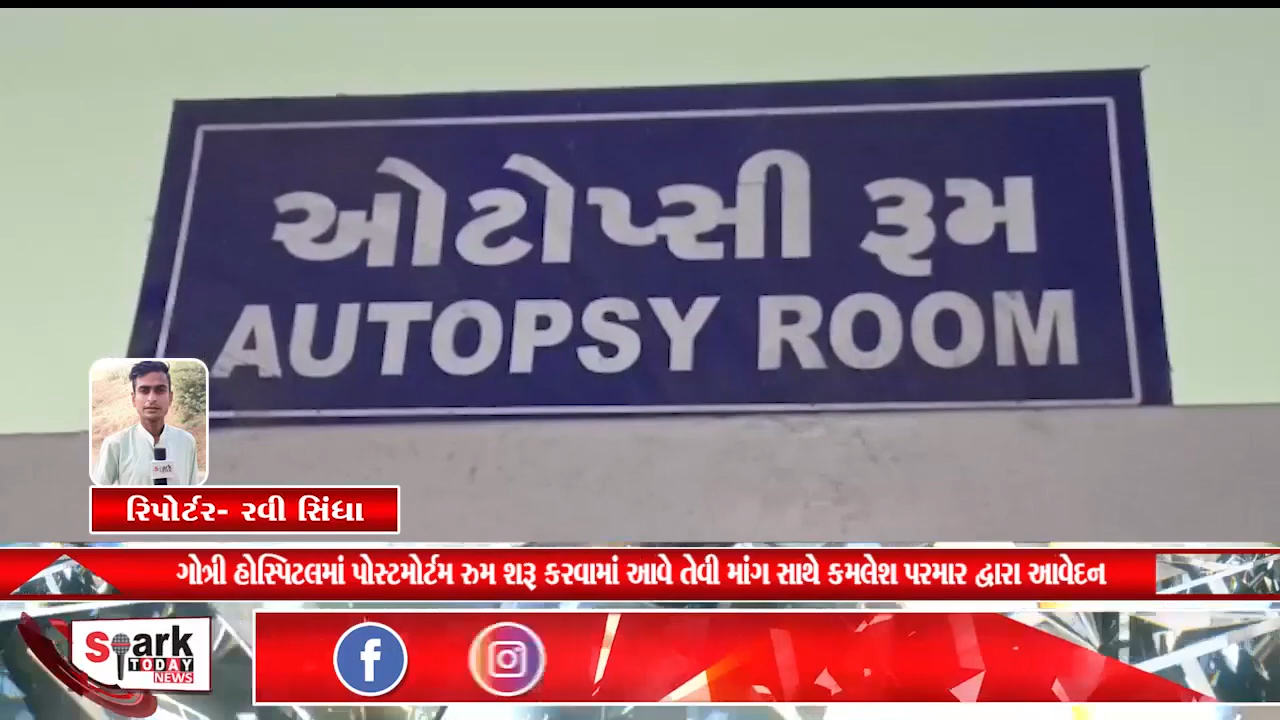 ઓટોપ્સી રૂમ
AUTOPSY ROOM
રિપોર્ટર- રવી સિંધા
ગોત્રી હોસ્પિટલમાં પોસ્ટમોર્ટમ રુમ શરૂ કરવામાં આવે તેવી માંગ સાથે કમલેશ પરમાર દ્વારા આવેદન
Spark
TODAY
NEWS